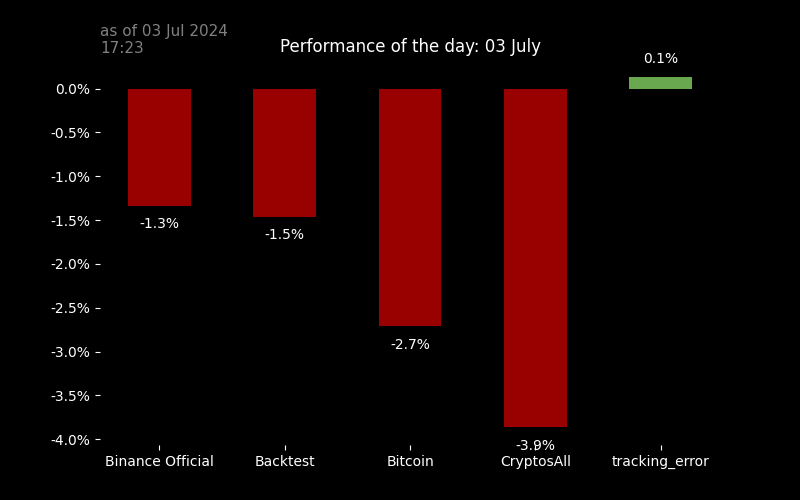 as of 03 Jul 2024
17:23
Performance of the day: 03 July
0.1%
0.0%
-0.5%
-1.0%
-1.5%
-2.0%
-2.5%
-3.0%
-3.5%
-4.0%
-1.3%
-1.5%
-2.7%
-3.9%
Binance Official
Backtest
Bitcoin
CryptosAll
tracking_error